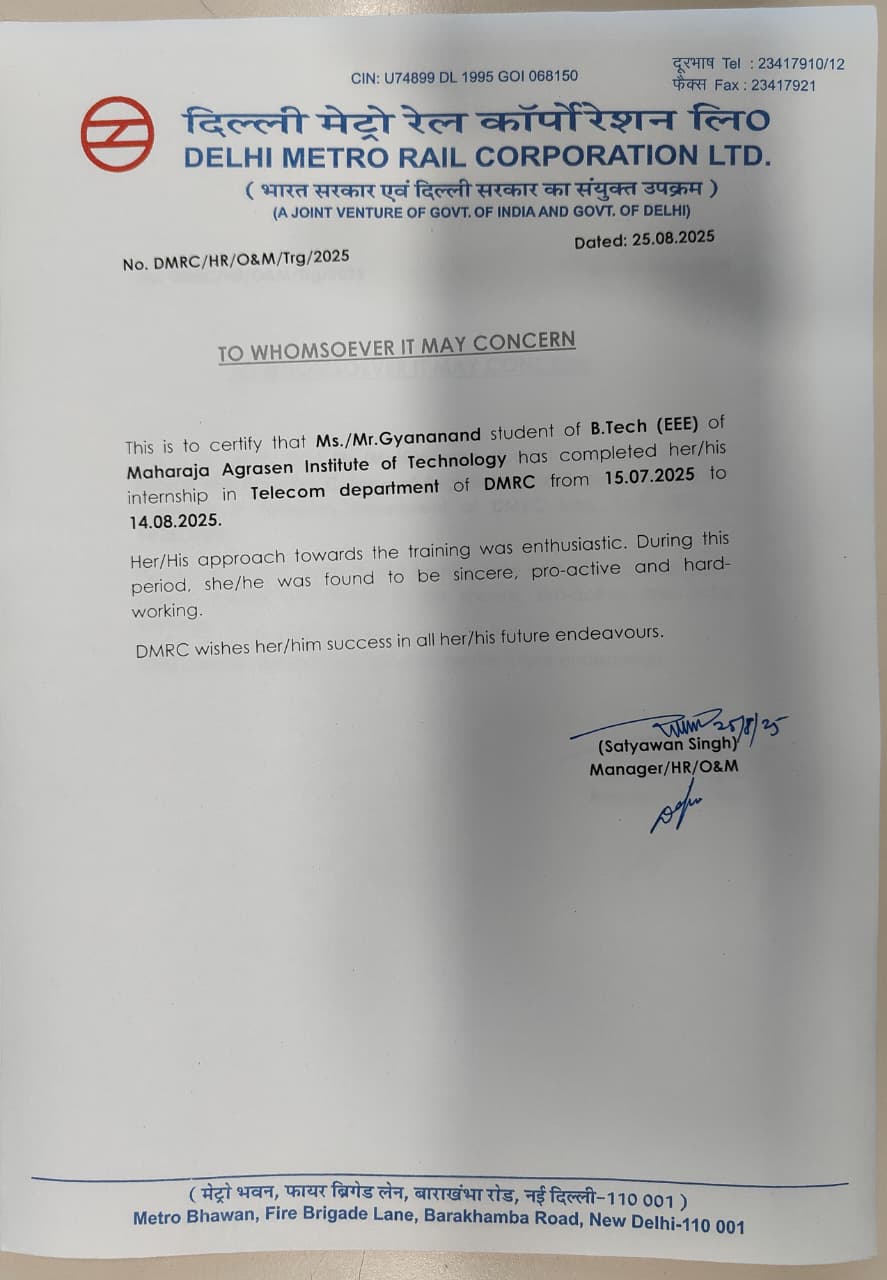 CIN: U74899 DL 1995 GOI 068150
दूरभाष Tel : 23417910/12
फैक्स Fax : 23417921
दिल्ली मेट्रो रेल कॉर्पोरेशन लि०
DELHI METRO RAIL CORPORATION LTD.
( भारत सरकार एवं दिल्ली सरकार का संयुक्त उपक्रम )
(A JOINT VENTURE OF GOVT. OF INDIA AND GOVT. OF DELHI)
No. DMRC/HR/O&M/Trg/2025
Dated: 25.08.2025
TO WHOMSOEVER IT MAY CONCERN
This is to certify that Ms./Mr.Gyananand student of B.Tech (EEE) of
Maharaja Agrasen Institute of Technology has completed her/his
internship in Telecom department of DMRC from 15.07.2025 to
14.08.2025.
Her/His approach towards the training was enthusiastic. During this
period, she/he was found to be sincere, pro-active and hard-
working.
DMRC wishes her/him success in all her/his future endeavours.
25/8/25
(Satyawan Singh)
Manager/HR/O&M
( मेट्रो भवन, फायर ब्रिगेड लेन, बाराखंभा रोड, नई दिल्ली-110 001 )
Metro Bhawan, Fire Brigade Lane, Barakhamba Road, New Delhi-110 001